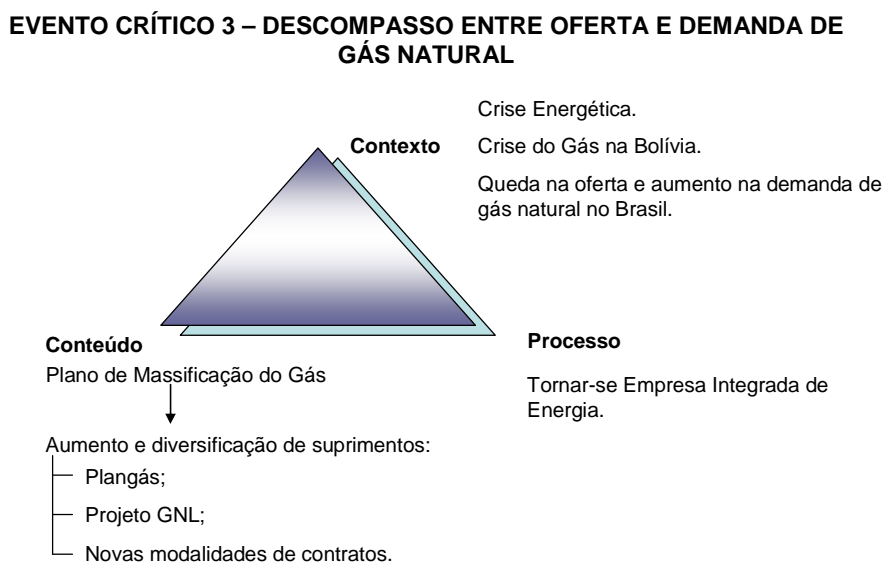 EVENTO CRÍTICO 3 – DESCOMPASSO ENTRE OFERTA E DEMANDA DE
GÁS NATURAL
Crise Energética.
Contexto
Crise do Gás na Bolívia.
Queda na oferta e aumento na demanda de
gás natural no Brasil.
Conteúdo
Plano de Massificação do Gás
Aumento e diversificação de suprimentos:
Plangás;
Projeto GNL;
Novas modalidades de contratos.
Processo
Tornar-se Empresa Integrada de
Energia.